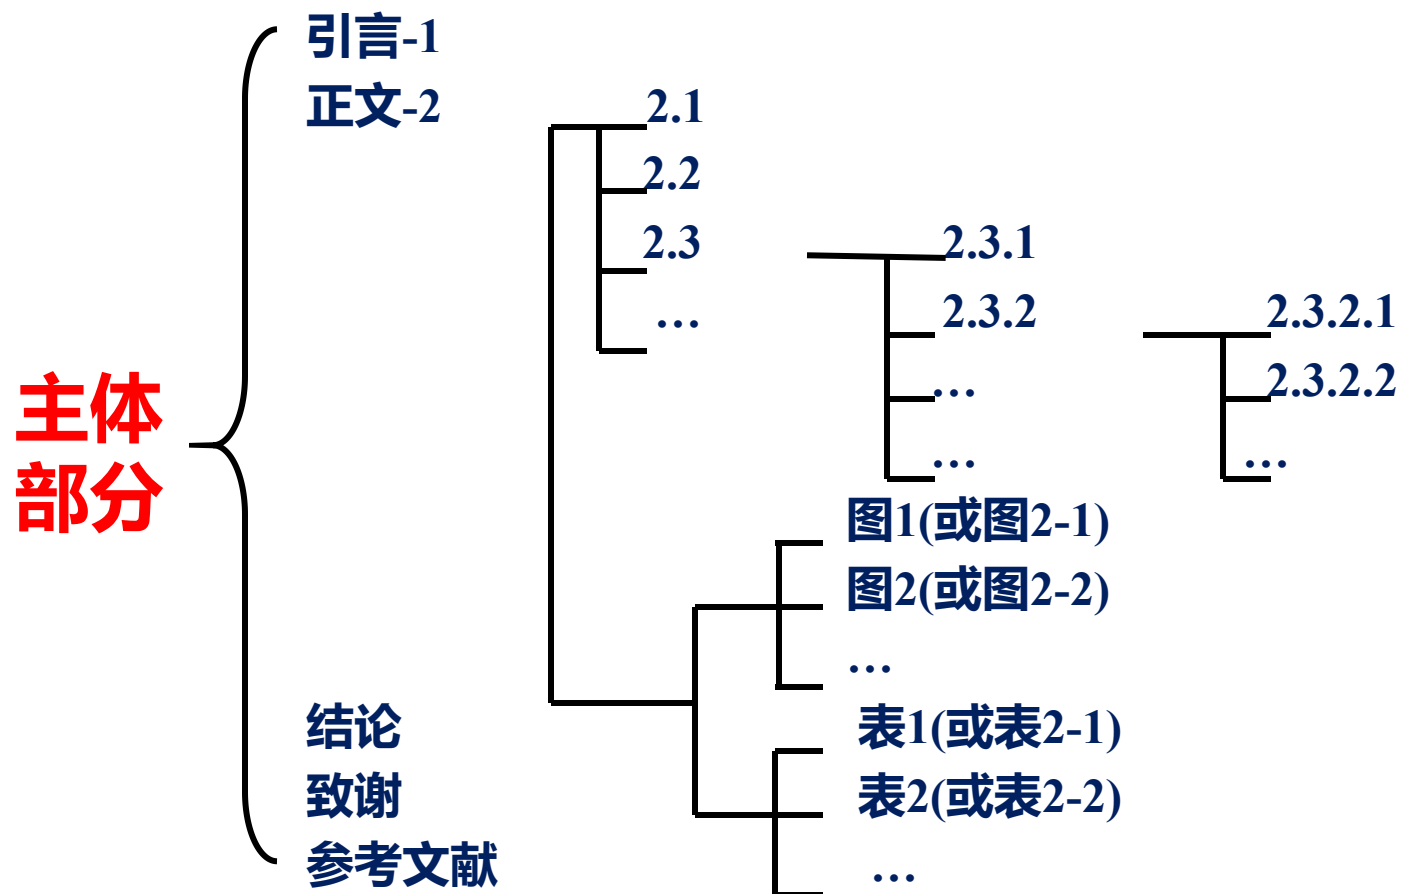 引言-1
正文-2
2.1
2.2
2.3
2.3.1
…
2.3.2
2.3.2.1
主体
部分
…
2.3.2.2
…
…
图1(或图2-1)
图2(或图2-2)
…
结论
表1(或表2-1)
致谢
表2(或表2-2)
参考文献
…